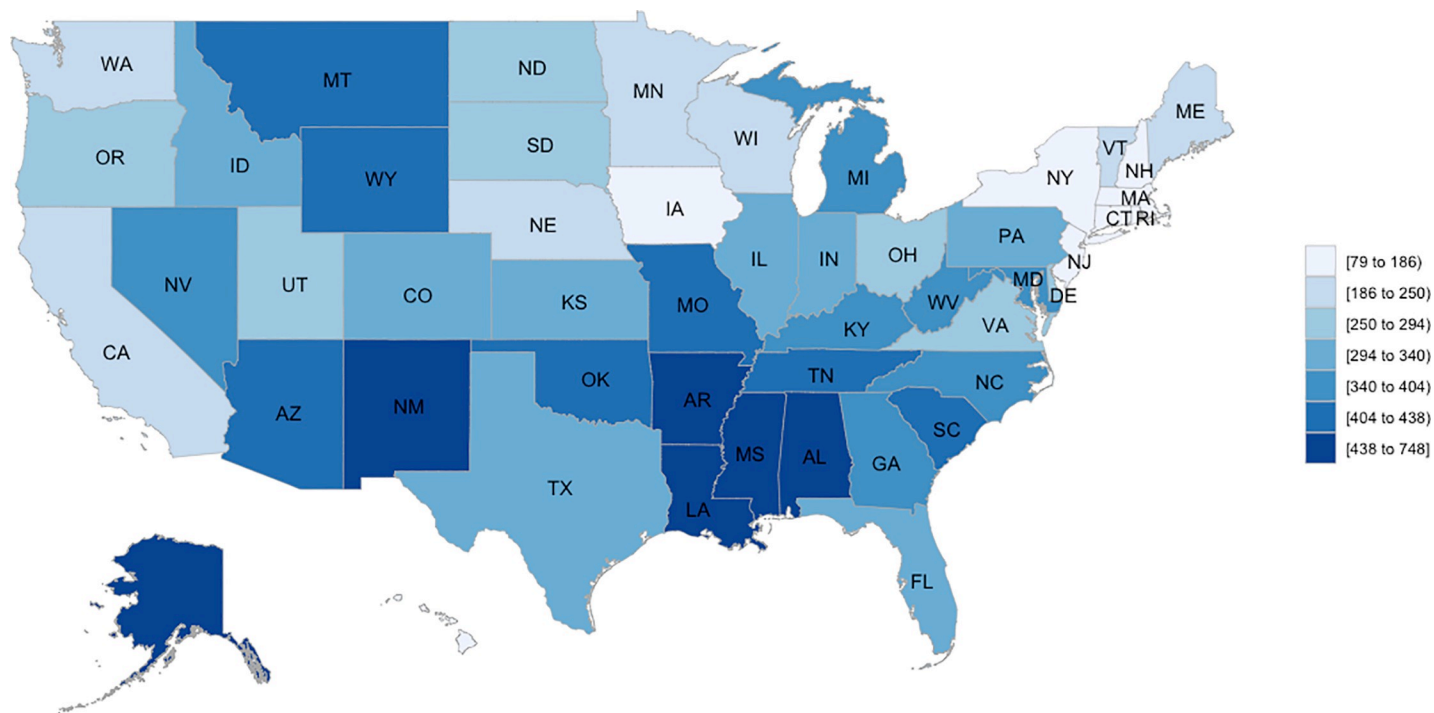 WA
MT
ND
MN
ME
OR
ID
SD
WI
VT
NH
WY
MI
NY
MA
IA
CT RI
NE
PA
NV
UT
CO
IL
IN
OH
NJ
MD
DE
KS
MO
WV
VA
CA
KY
AZ
NM
OK
AR
TN
NC
SC
MS
AL
GA
TX
LA
FL
[79 to 186)
[186 to 250)
[250 to 294)
[294 to 340)
[340 to 404)
[404 to 438)
[438 to 748]